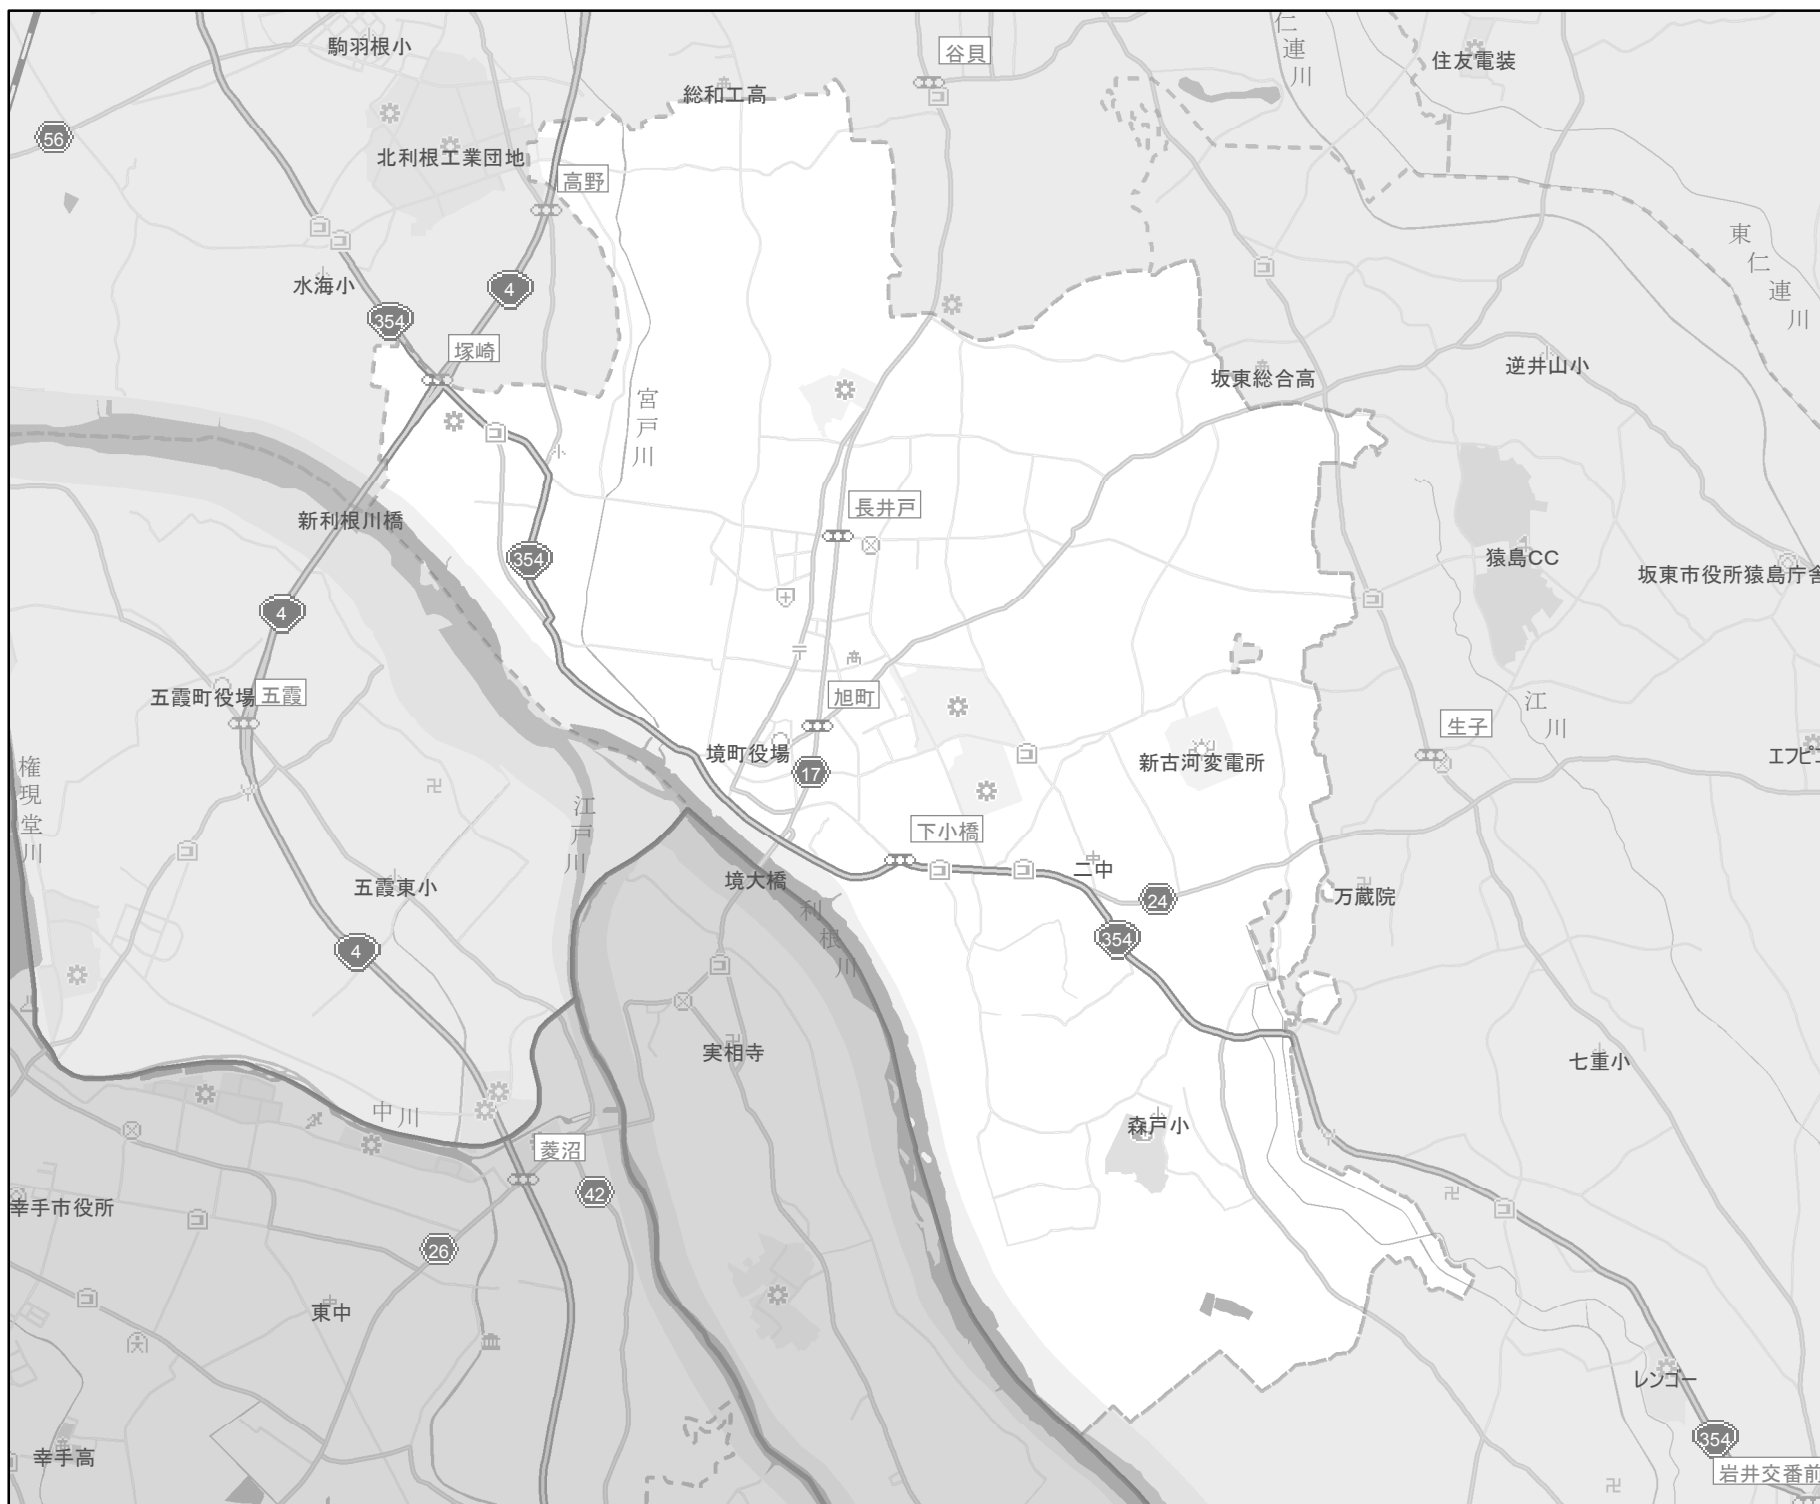 駒羽根小
谷貝
仁連川
住友電装
総和工高
56
北利根工業団地
高野
東仁連川
水海小
4
354
塚崎
坂東総合高
逆井山小
宮戸川
長井戸
新利根川橋
354
猿島CC
坂東市役所猿島庁舎
4
五霞町役場
五霞
旭町
江川
生子
境町役場
17
新古河変電所
エフピコ
権現堂川
江戸川
下小橋
五霞東小
境大橋
二中
24
万蔵院
利根川
354
4
実相寺
七重小
中川
森戸小
菱沼
42
幸手市役所
26
東中
レンゴー
354
幸手高
岩井交番前